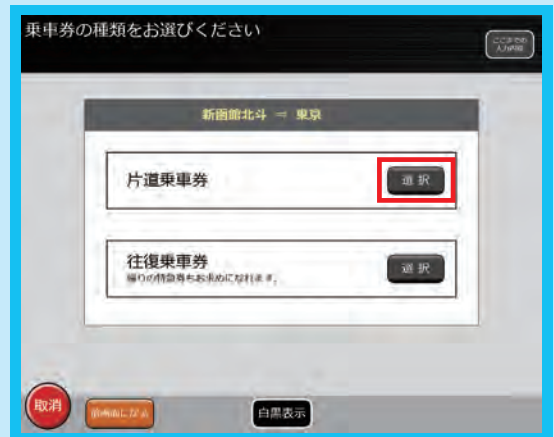 乗車券の種類をお選びください
ここまでの
入力内容
新函館北斗 ＝ 東京
片道乗車券
選 択
往復乗車券
帰りの特急券もお求めになれます。
選 択
取消
前画面に戻る
白黒表示